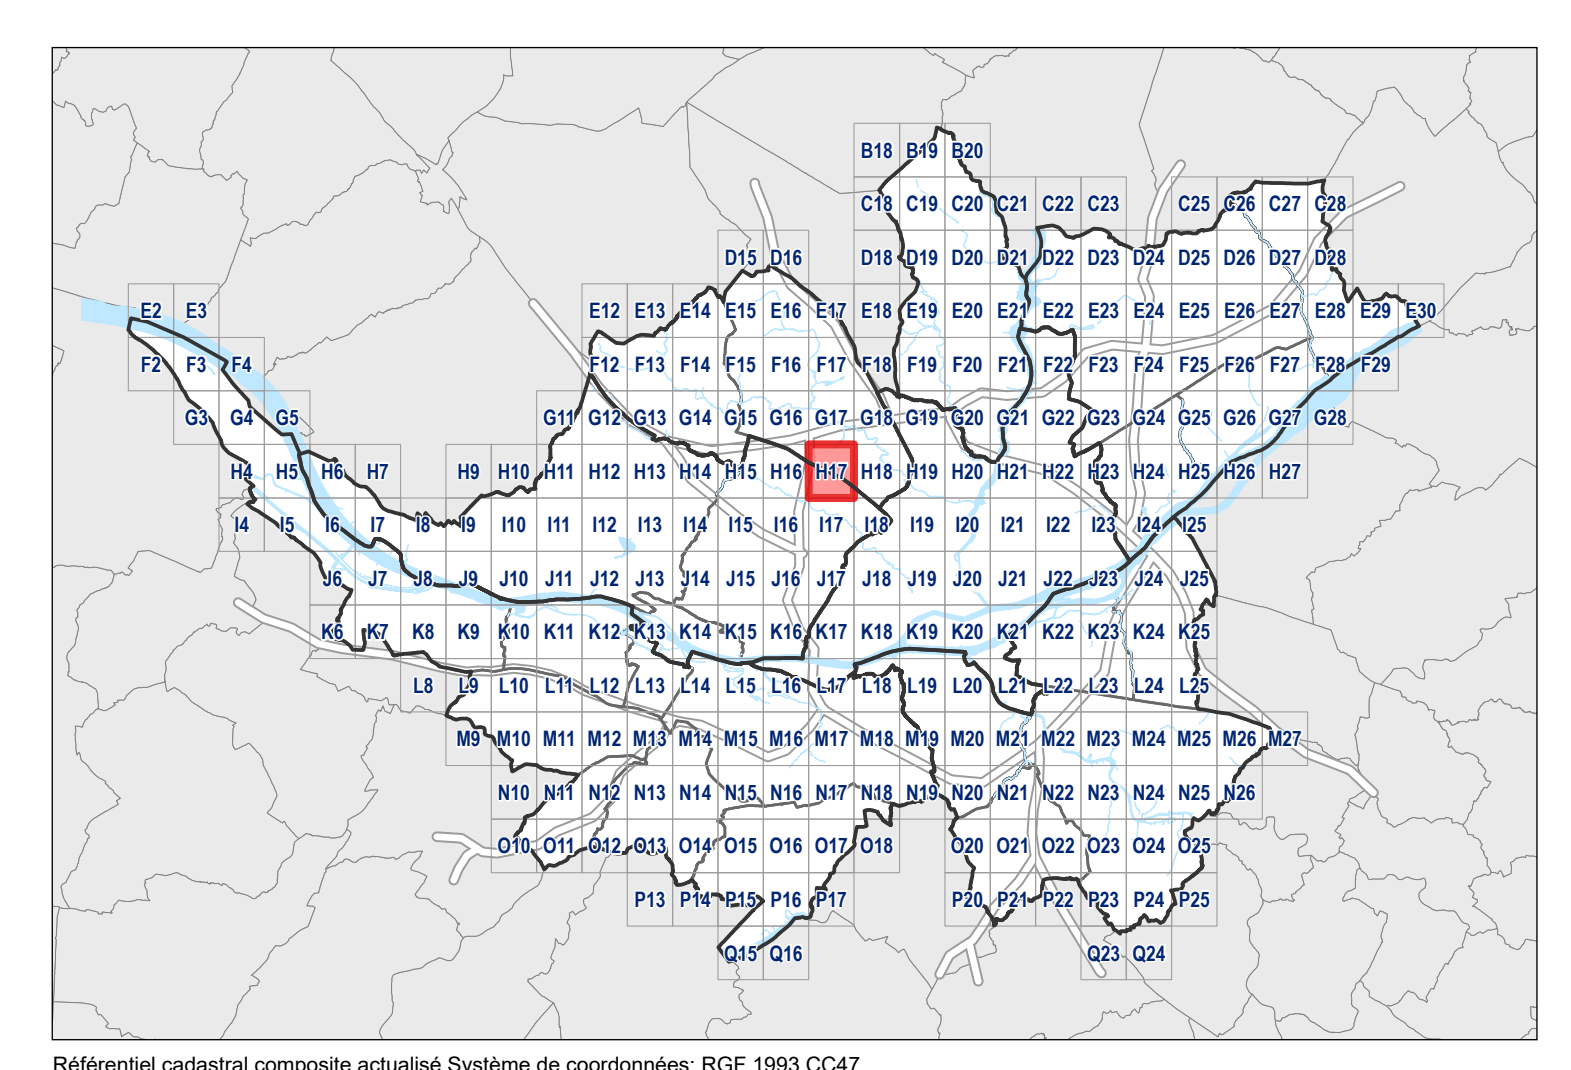 B18 B19 B20
C18 C19 C20 C21 C22 C23 C25 C26 C27 C28
D15 D16 D18 D19 D20 D21 D22 D23 D24 D25 D26 D27 D28
E2 E3 E12 E13 E14 E15 E16 E17 E18 E19 E20 E21 E22 E23 E24 E25 E26 E27 E28 E29 E30
F2 F3 F4 F12 F13 F14 F15 F16 F17 F18 F19 F20 F21 F22 F23 F24 F25 F26 F27 F28 F29
G3 G4 G5 G11 G12 G13 G14 G15 G16 G17 G18 G19 G20 G21 G22 G23 G24 G25 G26 G27 G28
H4 H5 H6 H7 H9 H10 H11 H12 H13 H14 H15 H16 H17 H18 H19 H20 H21 H22 H23 H24 H25 H26 H27
I4 I5 I6 I7 I8 I9 I10 I11 I12 I13 I14 I15 I16 I17 I18 I19 I20 I21 I22 I23 I24 I25
J6 J7 J8 J9 J10 J11 J12 J13 J14 J15 J16 J17 J18 J19 J20 J21 J22 J23 J24 J25
K6 K7 K8 K9 K10 K11 K12 K13 K14 K15 K16 K17 K18 K19 K20 K21 K22 K23 K24 K25
L8 L9 L10 L11 L12 L13 L14 L15 L16 L17 L18 L19 L20 L21 L22 L23 L24 L25
M9 M10 M11 M12 M13 M14 M15 M16 M17 M18 M19 M20 M21 M22 M23 M24 M25 M26 M27
N10 N11 N12 N13 N14 N15 N16 N17 N18 N19 N20 N21 N22 N23 N24 N25 N26
O10 O11 O12 O13 O14 O15 O16 O17 O18 O20 O21 O22 O23 O24 O25
P13 P14 P15 P16 P17 P20 P21 P22 P23 P24 P25
Q15 Q16 Q23 Q24
Référentiel cadastral composite actualisé Système de coordonnées: RGF 1993 CC47